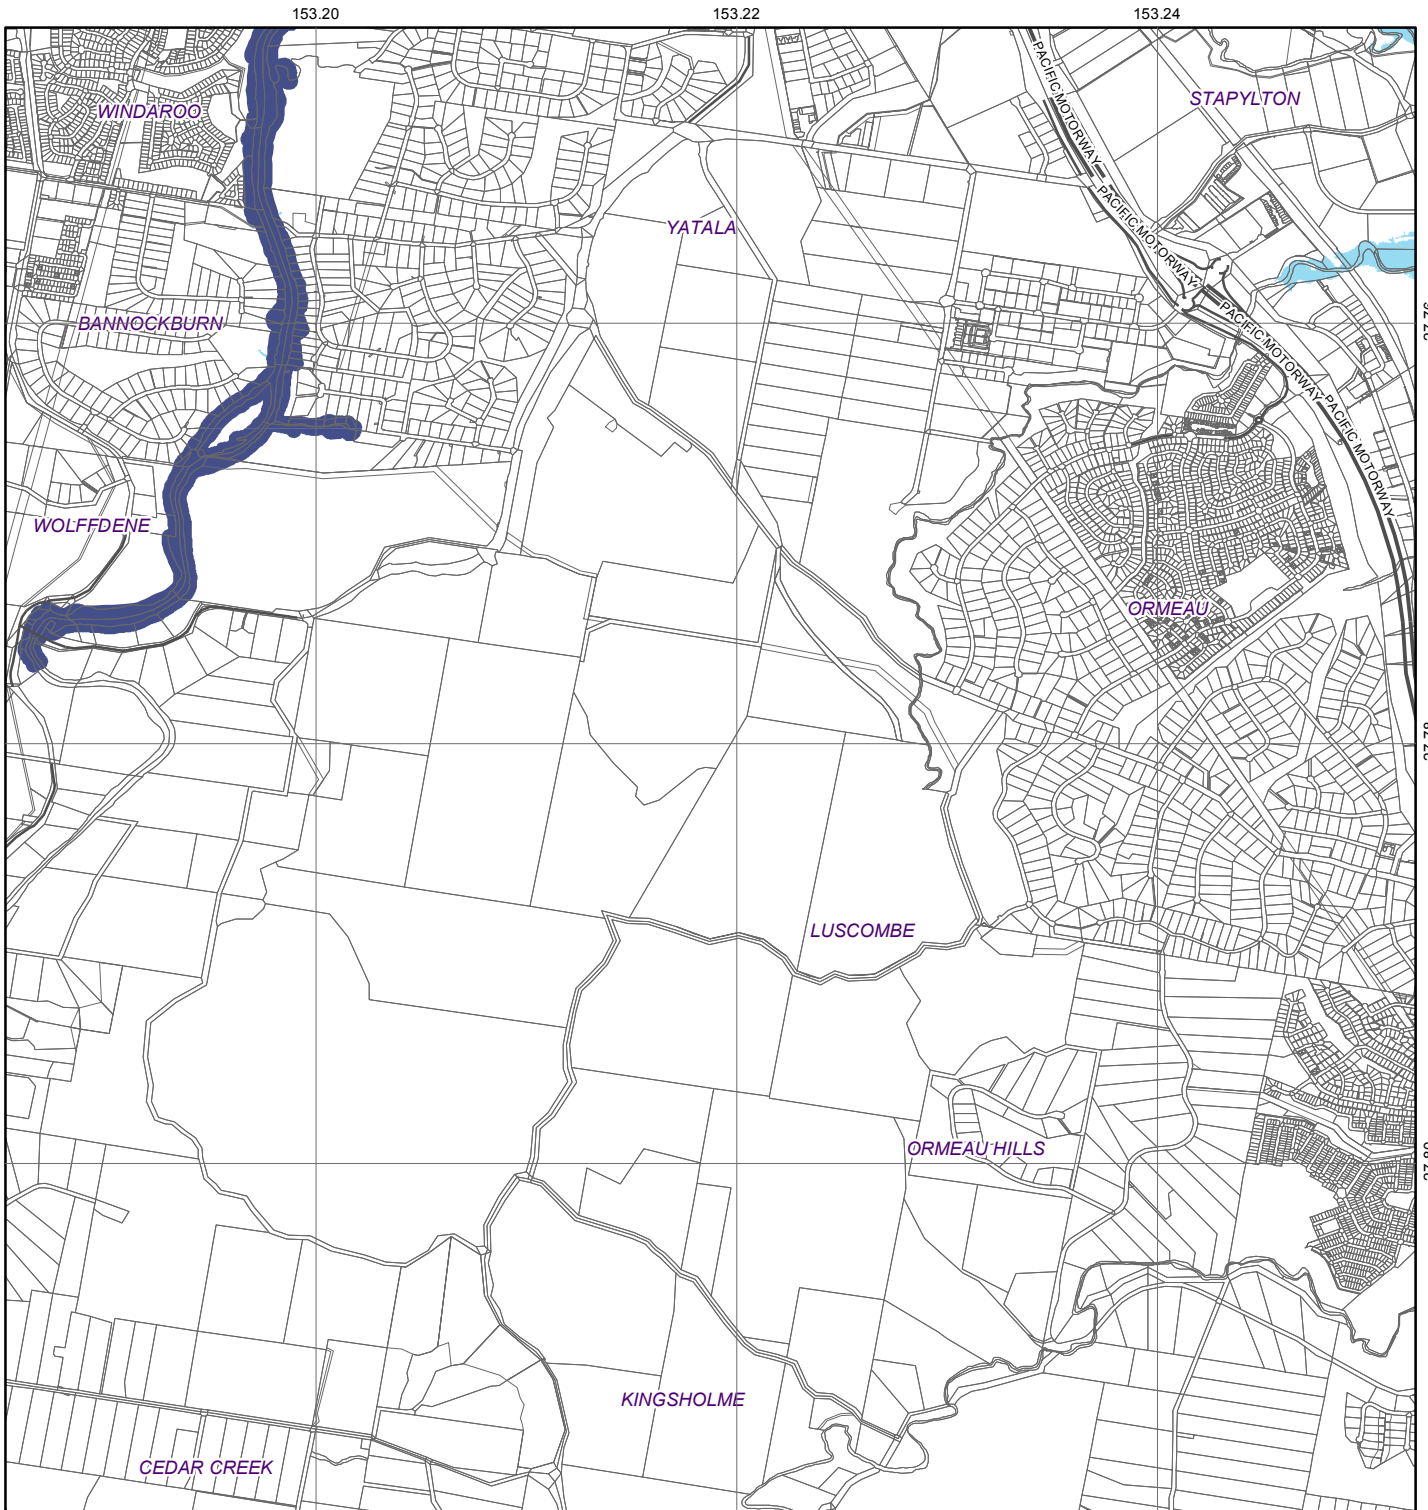 153.20
153.22
153.24
PACIFIC MOTORWAY
STAPYLTON
WINDAROO
PACIFIC MOTORWAY
YATALA
PACIFIC MOTORWAY
BANNOCKBURN
PACIFIC MOTORWAY
WOLFFDENE
ORMEAU
LUSCOMBE
ORMEAU HILLS
KINGSHOLME
CEDAR CREEK